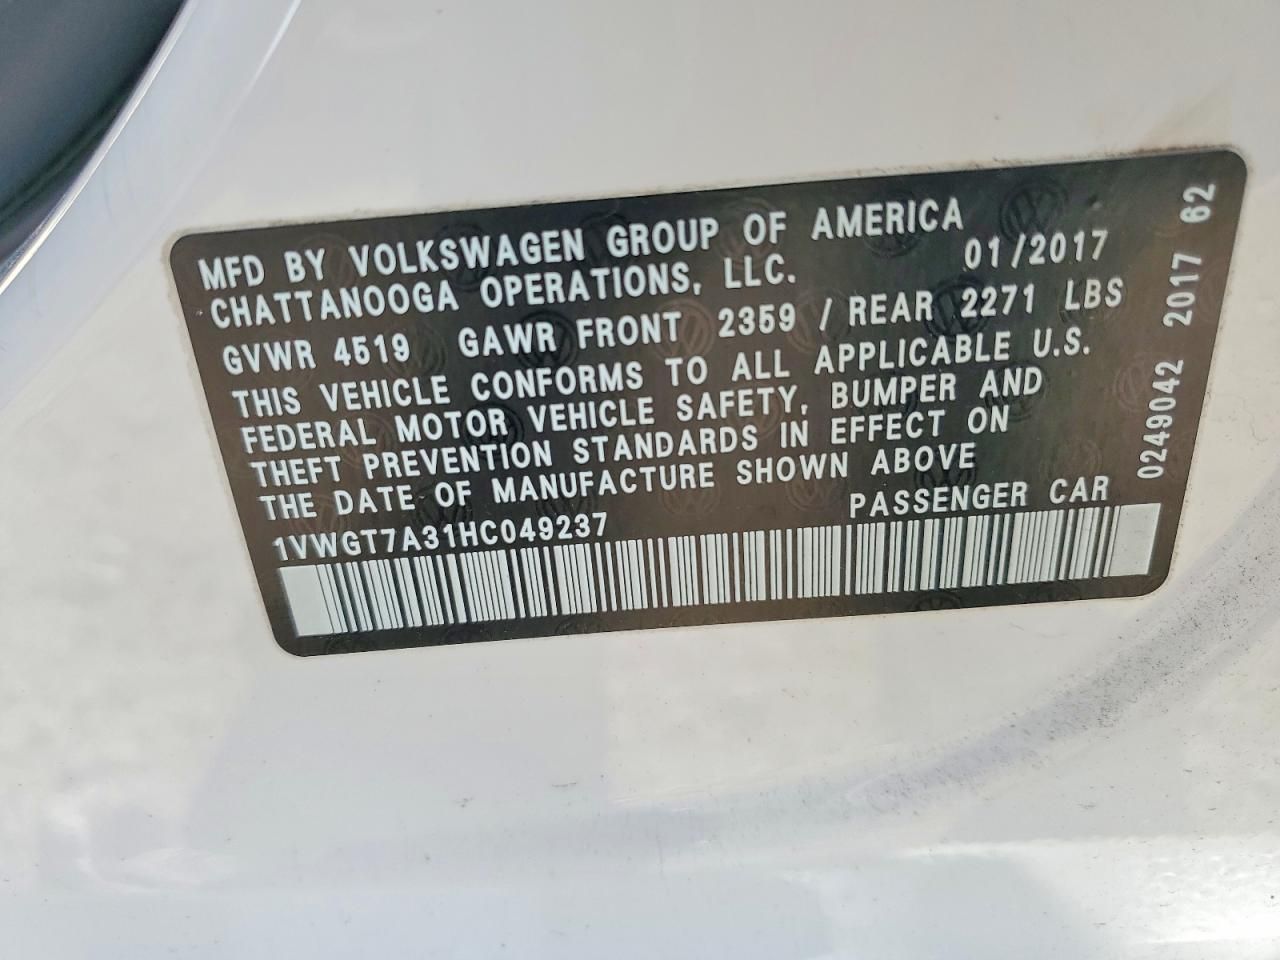 MFD BY VOLKSWAGEN GROUP OF AMERICA
CHATTANOOGA OPERATIONS, LLC.
01/2017
GVWR 4519 GAWR FRONT 2359 / REAR 2271 LBS
THIS VEHICLE CONFORMS TO ALL APPLICABLE U.S.
FEDERAL MOTOR VEHICLE SAFETY, BUMPER AND
THEFT PREVENTION STANDARDS IN EFFECT ON
THE DATE OF MANUFACTURE SHOWN ABOVE
PASSENGER CAR
1VWGT7A31HC049237
0249042 2017 62